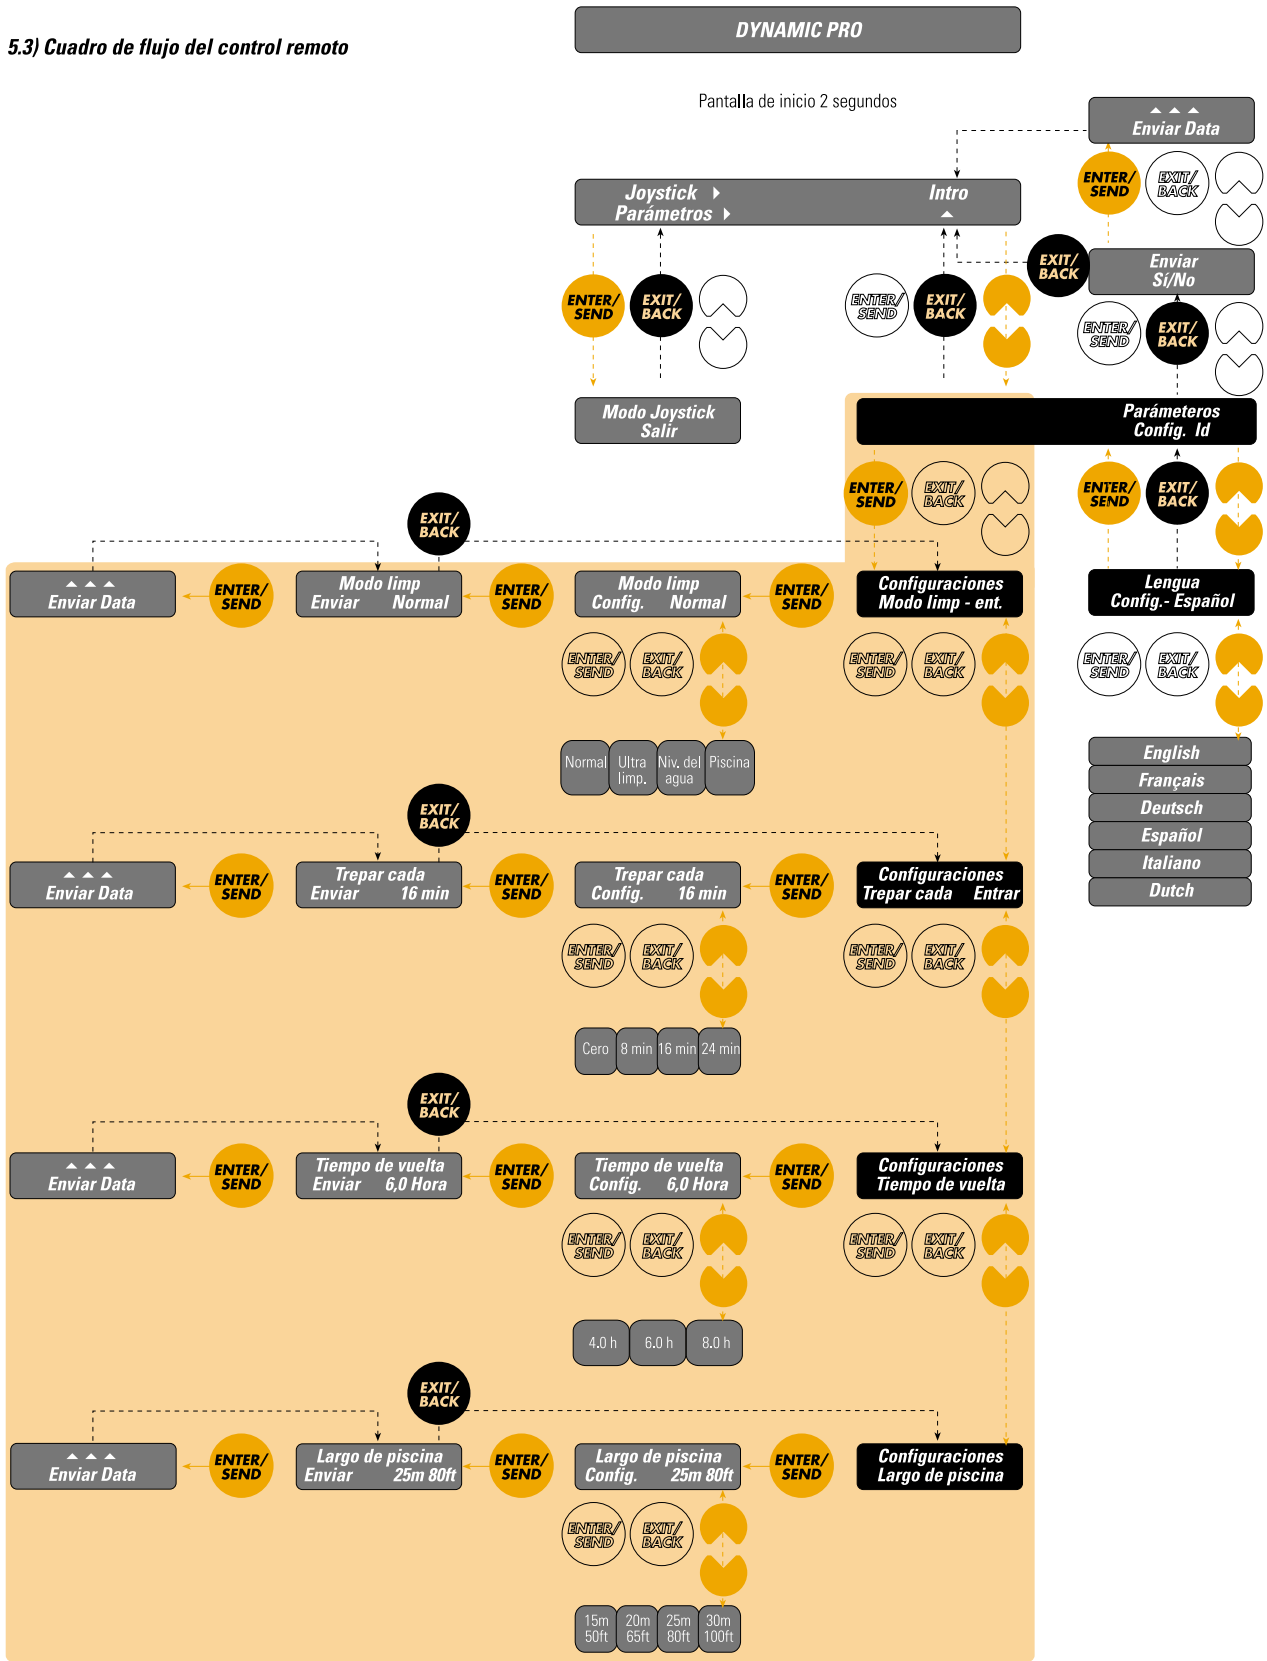 DYNAMIC PRO
5.3) Cuadro de flujo del control remoto
Pantalla de inicio 2 segundos
Enviar Data
ENTER/
SEND
EXIT/
BACK
Joystick
Intro
Parámetros
EXIT/
BACK
Enviar
Sí/No
ENTER/
SEND
EXIT/
BACK
ENTER/
SEND
EXIT/
BACK
ENTER/
SEND
EXIT/
BACK
Modo Joystick
Salir
Parámeteros
Config. Id
ENTER/
SEND
EXIT/
BACK
ENTER/
SEND
EXIT/
BACK
EXIT/
BACK
Enviar Data
ENTER/
SEND
Modo limp
Enviar Normal
ENTER/
SEND
Modo limp
Config. Normal
ENTER/
SEND
Configuraciones
Modo limp - ent.
Lengua
Config.- Español
ENTER/
SEND
EXIT/
BACK
ENTER/
SEND
EXIT/
BACK
ENTER/
SEND
EXIT/
BACK
Normal
Ultra
limp.
Niv. del
agua
Piscina
English
Français
Deutsch
Español
Italiano
Dutch
EXIT/
BACK
Enviar Data
ENTER/
SEND
Trepar cada
Enviar 16 min
ENTER/
SEND
Trepar cada
Config. 16 min
ENTER/
SEND
Configuraciones
Trepar cada Entrar
ENTER/
SEND
EXIT/
BACK
ENTER/
SEND
EXIT/
BACK
Cero
8 min
16 min
24 min
EXIT/
BACK
Enviar Data
ENTER/
SEND
Tiempo de vuelta
Enviar 6,0 Hora
ENTER/
SEND
Tiempo de vuelta
Config. 6,0 Hora
ENTER/
SEND
Configuraciones
Tiempo de vuelta
ENTER/
SEND
EXIT/
BACK
ENTER/
SEND
EXIT/
BACK
4.0 h
6.0 h
8.0 h
EXIT/
BACK
Enviar Data
ENTER/
SEND
Largo de piscina
Enviar 25m 80ft
ENTER/
SEND
Largo de piscina
Config. 25m 80ft
ENTER/
SEND
Configuraciones
Largo de piscina
ENTER/
SEND
EXIT/
BACK
15m
50ft
20m
65ft
25m
80ft
30m
100ft